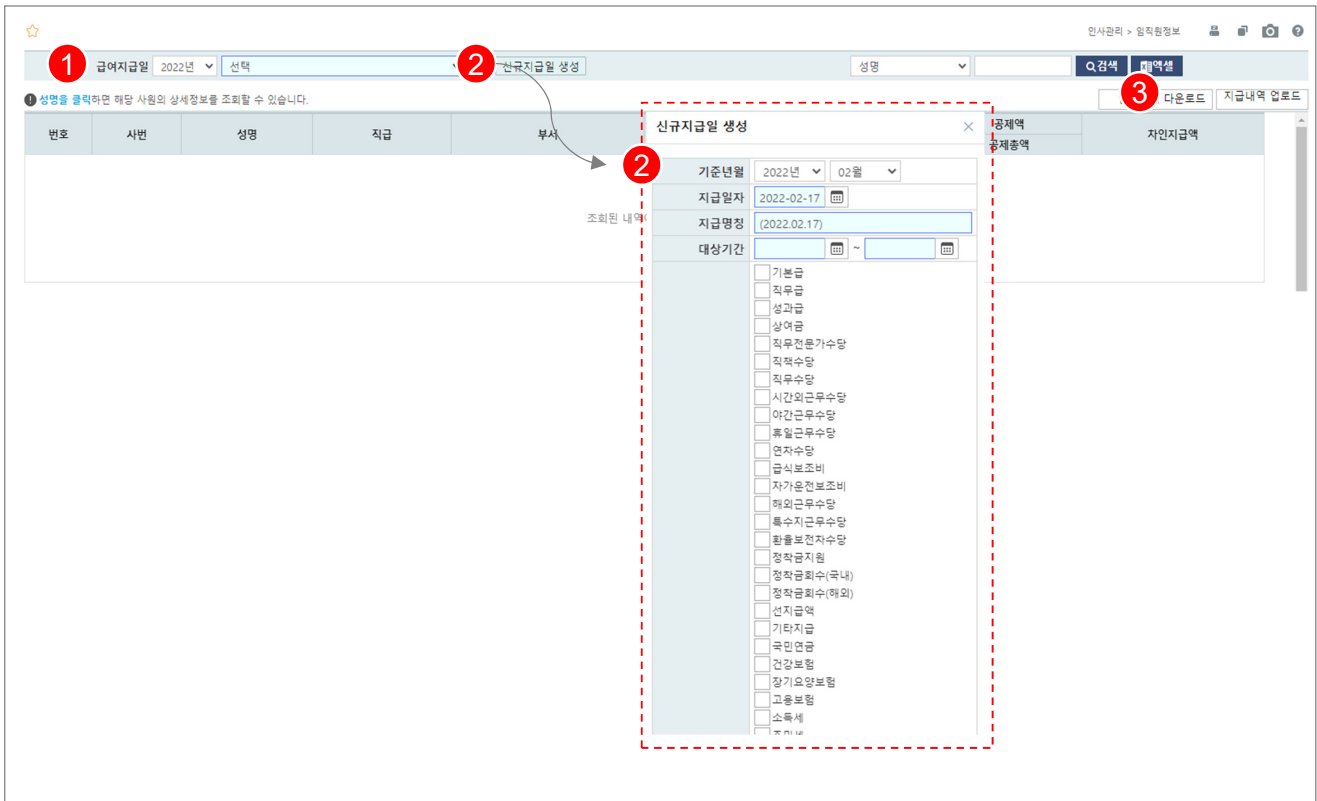 인사관리 > 임직원정보
1 급여지급일 2022년 선택 2 신규지급일 생성 성명 검색 엑셀
성명을 클릭하면 해당 사원의 상세정보를 조회할 수 있습니다.
3 다운로드 지급내역 업로드
번호 사번 성명 직급 부서 공제액 차인지급액
공제총액
조회된 내역이
신규지급일 생성
2
기준년월 2022년 02월
지급일자 2022-02-17
지급명칭 (2022.02.17)
대상기간 ~
기본급
직무급
성과급
상여금
직무전문가수당
직책수당
직무수당
시간외근무수당
야간근무수당
휴일근무수당
연차수당
급식보조비
자가운전보조비
해외근무수당
특수지근무수당
환율보전차수당
정착금지원
정착금회수(국내)
정착금회수(해외)
선지급액
기타지급
국민연금
건강보험
장기요양보험
고용보험
소득세